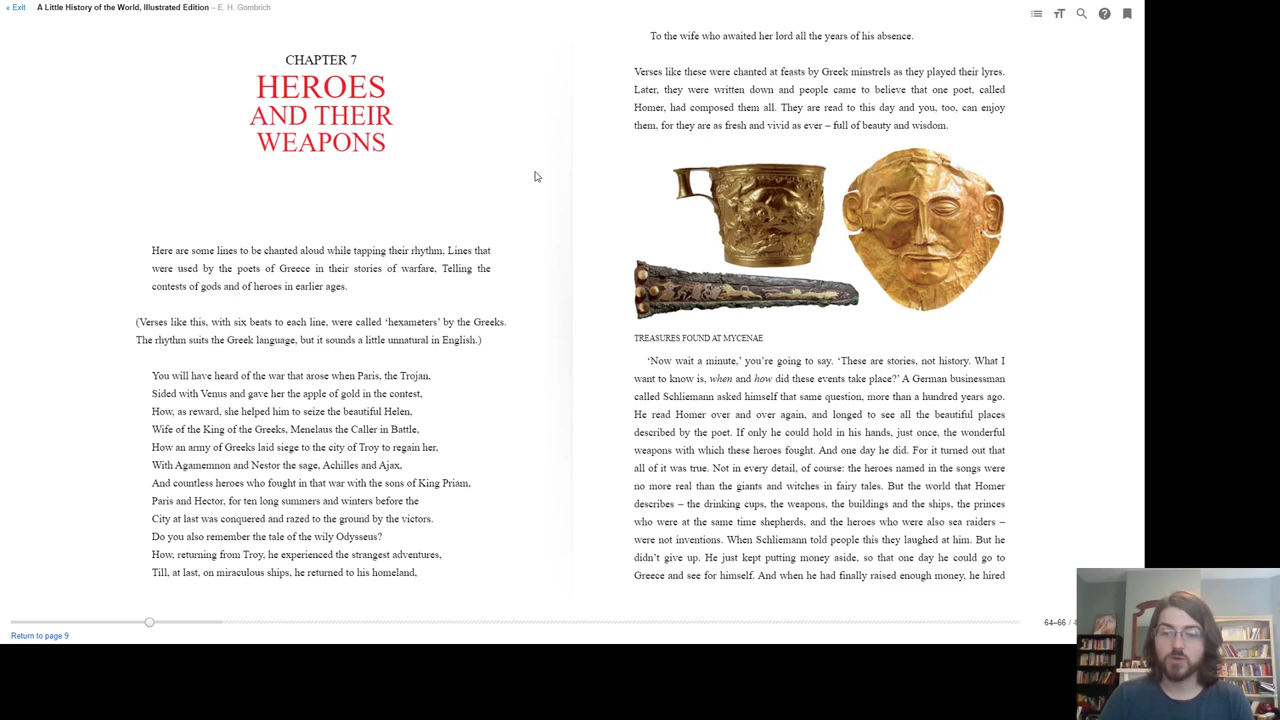 « Exit
A Little History of the World, Illustrated Edition – E. H. Gombrich
CHAPTER 7
HEROES
AND THEIR
WEAPONS
Here are some lines to be chanted aloud while tapping their rhythm, Lines that
were used by the poets of Greece in their stories of warfare, Telling the
contests of gods and of heroes in earlier ages.
(Verses like this, with six beats to each line, were called ‘hexameters’ by the Greeks.
The rhythm suits the Greek language, but it sounds a little unnatural in English.)
You will have heard of the war that arose when Paris, the Trojan,
Sided with Venus and gave her the apple of gold in the contest,
How, as reward, she helped him to seize the beautiful Helen,
Wife of the King of the Greeks, Menelaus the Caller in Battle,
How an army of Greeks laid siege to the city of Troy to regain her,
With Agamemnon and Nestor the sage, Achilles and Ajax,
And countless heroes who fought in that war with the sons of King Priam,
Paris and Hector, for ten long summers and winters before the
City at last was conquered and razed to the ground by the victors.
Do you also remember the tale of the wily Odysseus?
How, returning from Troy, he experienced the strangest adventures,
Till, at last, on miraculous ships, he returned to his homeland,
To the wife who awaited her lord all the years of his absence.
Verses like these were chanted at feasts by Greek minstrels as they played their lyres.
Later, they were written down and people came to believe that one poet, called
Homer, had composed them all. They are read to this day and you, too, can enjoy
them, for they are as fresh and vivid as ever – full of beauty and wisdom.
TREASURES FOUND AT MYCENAE
‘Now wait a minute,’ you’re going to say. ‘These are stories, not history. What I
want to know is, when and how did these events take place?’ A German businessman
called Schliemann asked himself that same question, more than a hundred years ago.
He read Homer over and over again, and longed to see all the beautiful places
described by the poet. If only he could hold in his hands, just once, the wonderful
weapons with which these heroes fought. And one day he did. For it turned out that
all of it was true. Not in every detail, of course: the heroes named in the songs were
no more real than the giants and witches in fairy tales. But the world that Homer
describes – the drinking cups, the weapons, the buildings and the ships, the princes
who were at the same time shepherds, and the heroes who were also sea raiders –
were not inventions. When Schliemann told people this they laughed at him. But he
didn’t give up. He just kept putting money aside, so that one day he could go to
Greece and see for himself. And when he had finally raised enough money, he hired
64–66 /
Return to page 9